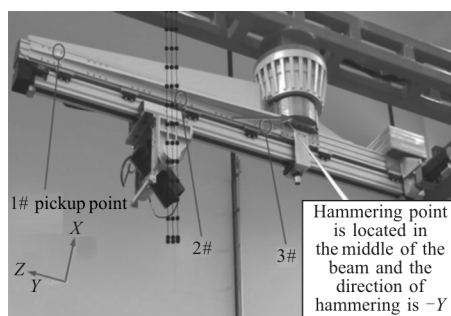 1# pickup point
2#
3#
X
Z
Y
Hammering point
is located in
the middle of the
beam and the
direction of
hammering is −Y